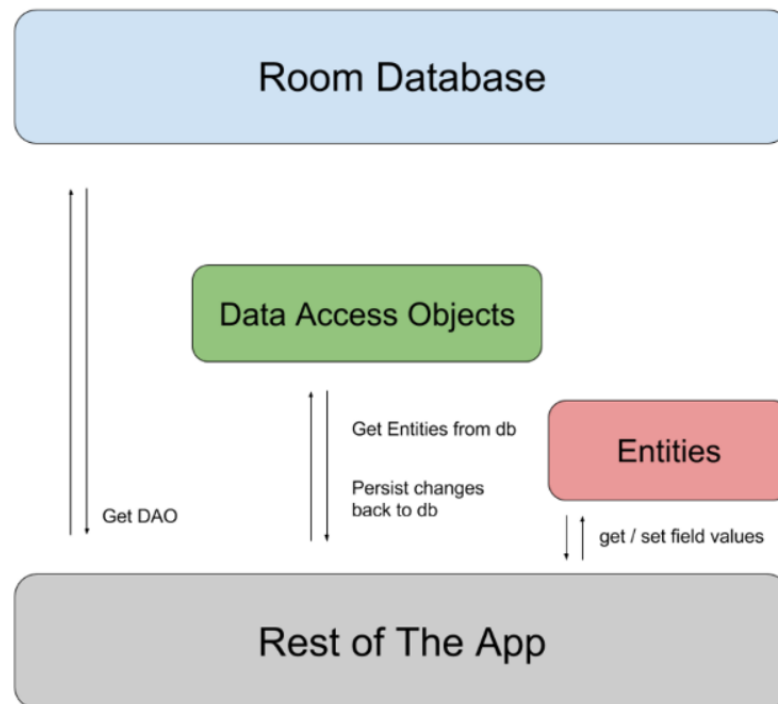 Room Database
Data Access Objects
Get Entities from db
Entities
Persist changes
back to db
Get DAO
get / set field values
Rest of The App